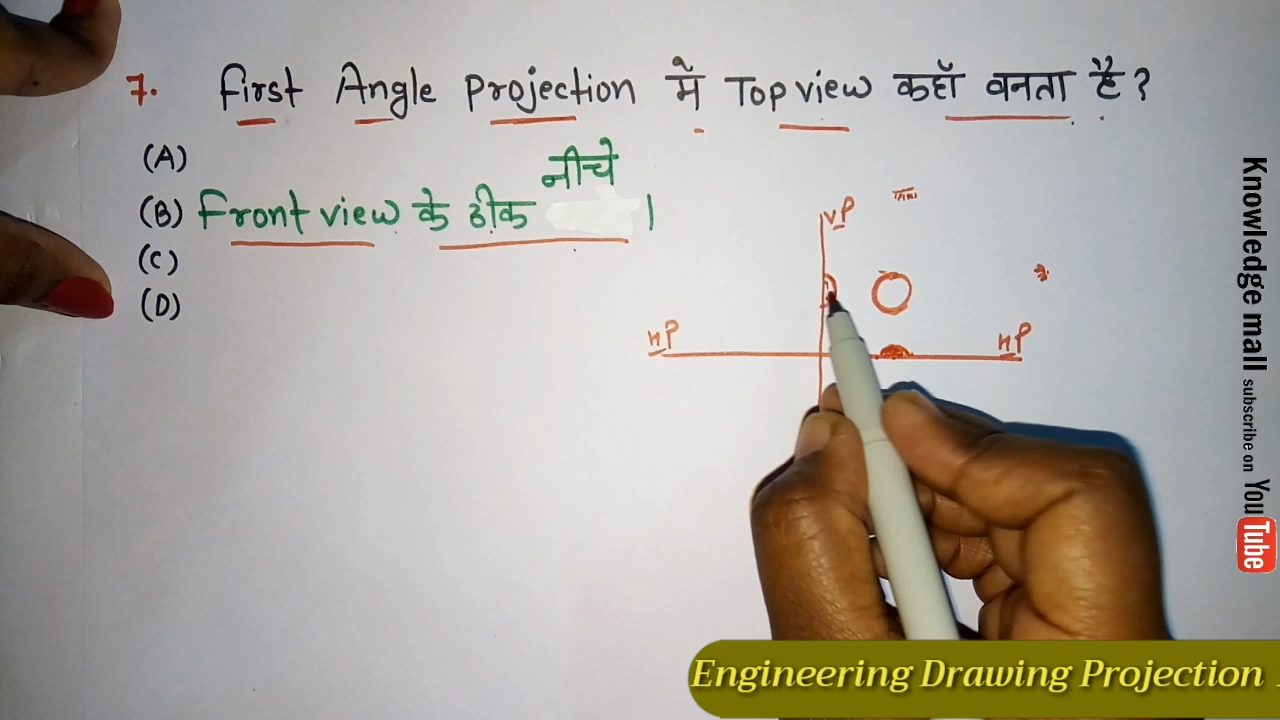 7. First Angle Projection में Top view कहाँ बनता है?
(A)
(B) Front view के ठीक नीचे ।
(C)
(D)
VP
HP
HP
Knowledge mall subscribe on YouTube
Engineering Drawing Projection